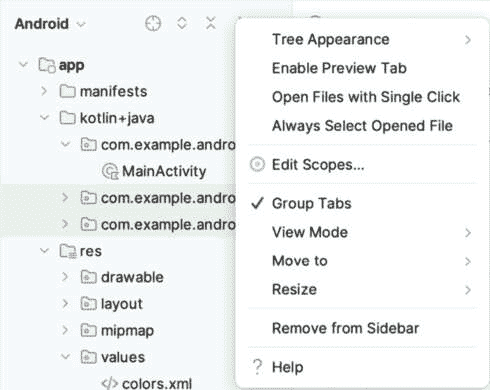 Android
app
manifests
kotlin+java
com.example.andro
MainActivity
com.example.andro
com.example.andro
res
drawable
layout
mipmap
values
colors.xml
Tree Appearance
Enable Preview Tab
Open Files with Single Click
Always Select Opened File
Edit Scopes...
Group Tabs
View Mode
Move to
Resize
Remove from Sidebar
? Help